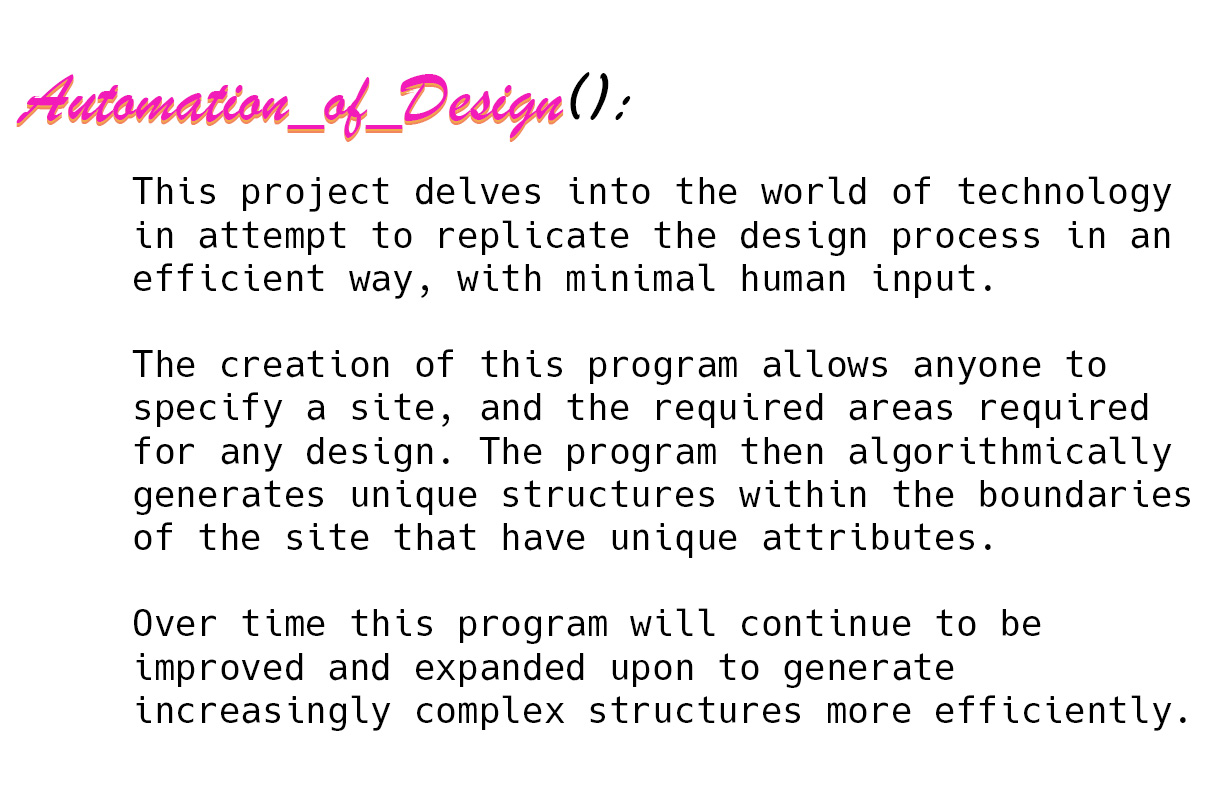 Automation_of_Design():
This project delves into the world of technology
in attempt to replicate the design process in an
efficient way, with minimal human input.
The creation of this program allows anyone to
specify a site, and the required areas required
for any design. The program then algorithmically
generates unique structures within the boundaries
of the site that have unique attributes.
Over time this program will continue to be
improved and expanded upon to generate
increasingly complex structures more efficiently.